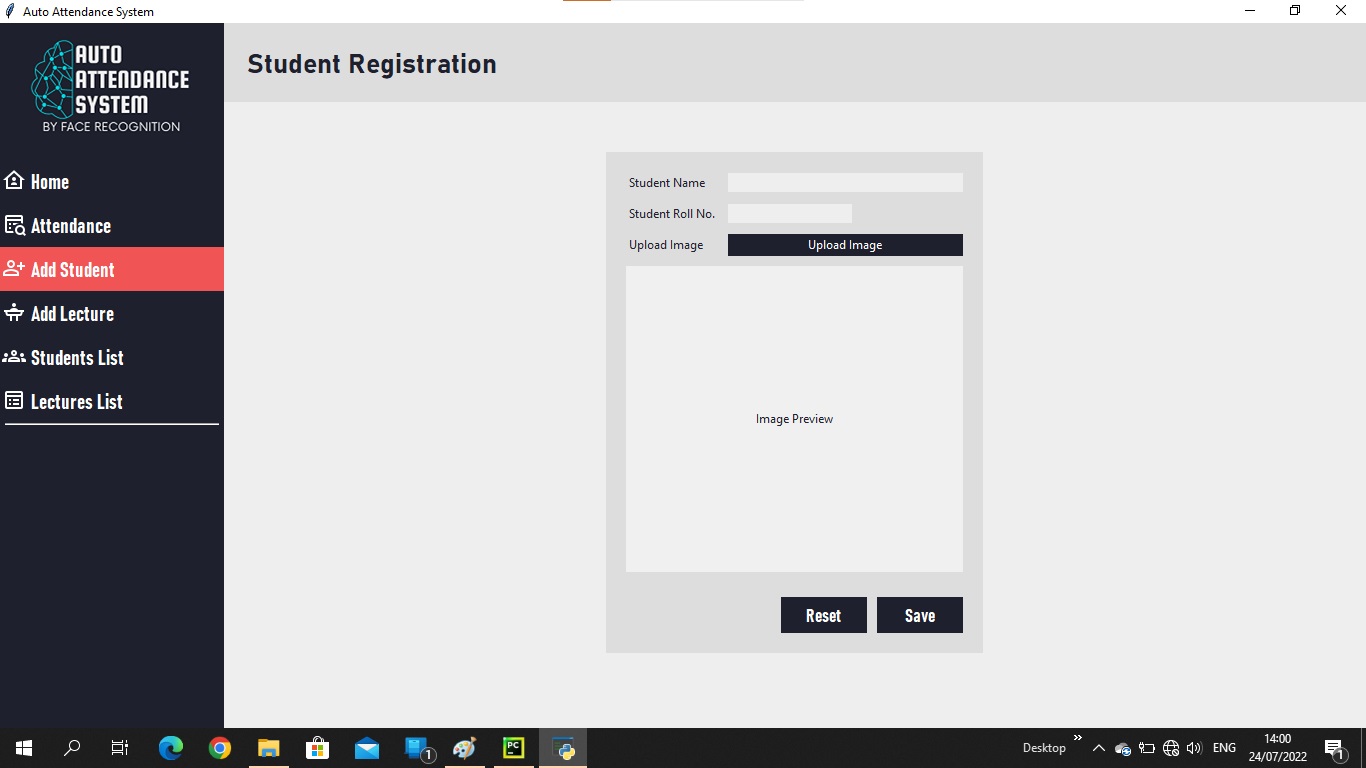 Auto Attendance System
AUTO
ATTENDANCE
SYSTEM
BY FACE RECOGNITION
Student Registration
Home
Attendance
Add Student
Add Lecture
Students List
Lectures List
Student Name
Student Roll No.
Upload Image Upload Image
Image Preview
Reset Save
1 PC Desktop » ENG 14:00 1
24/07/2022